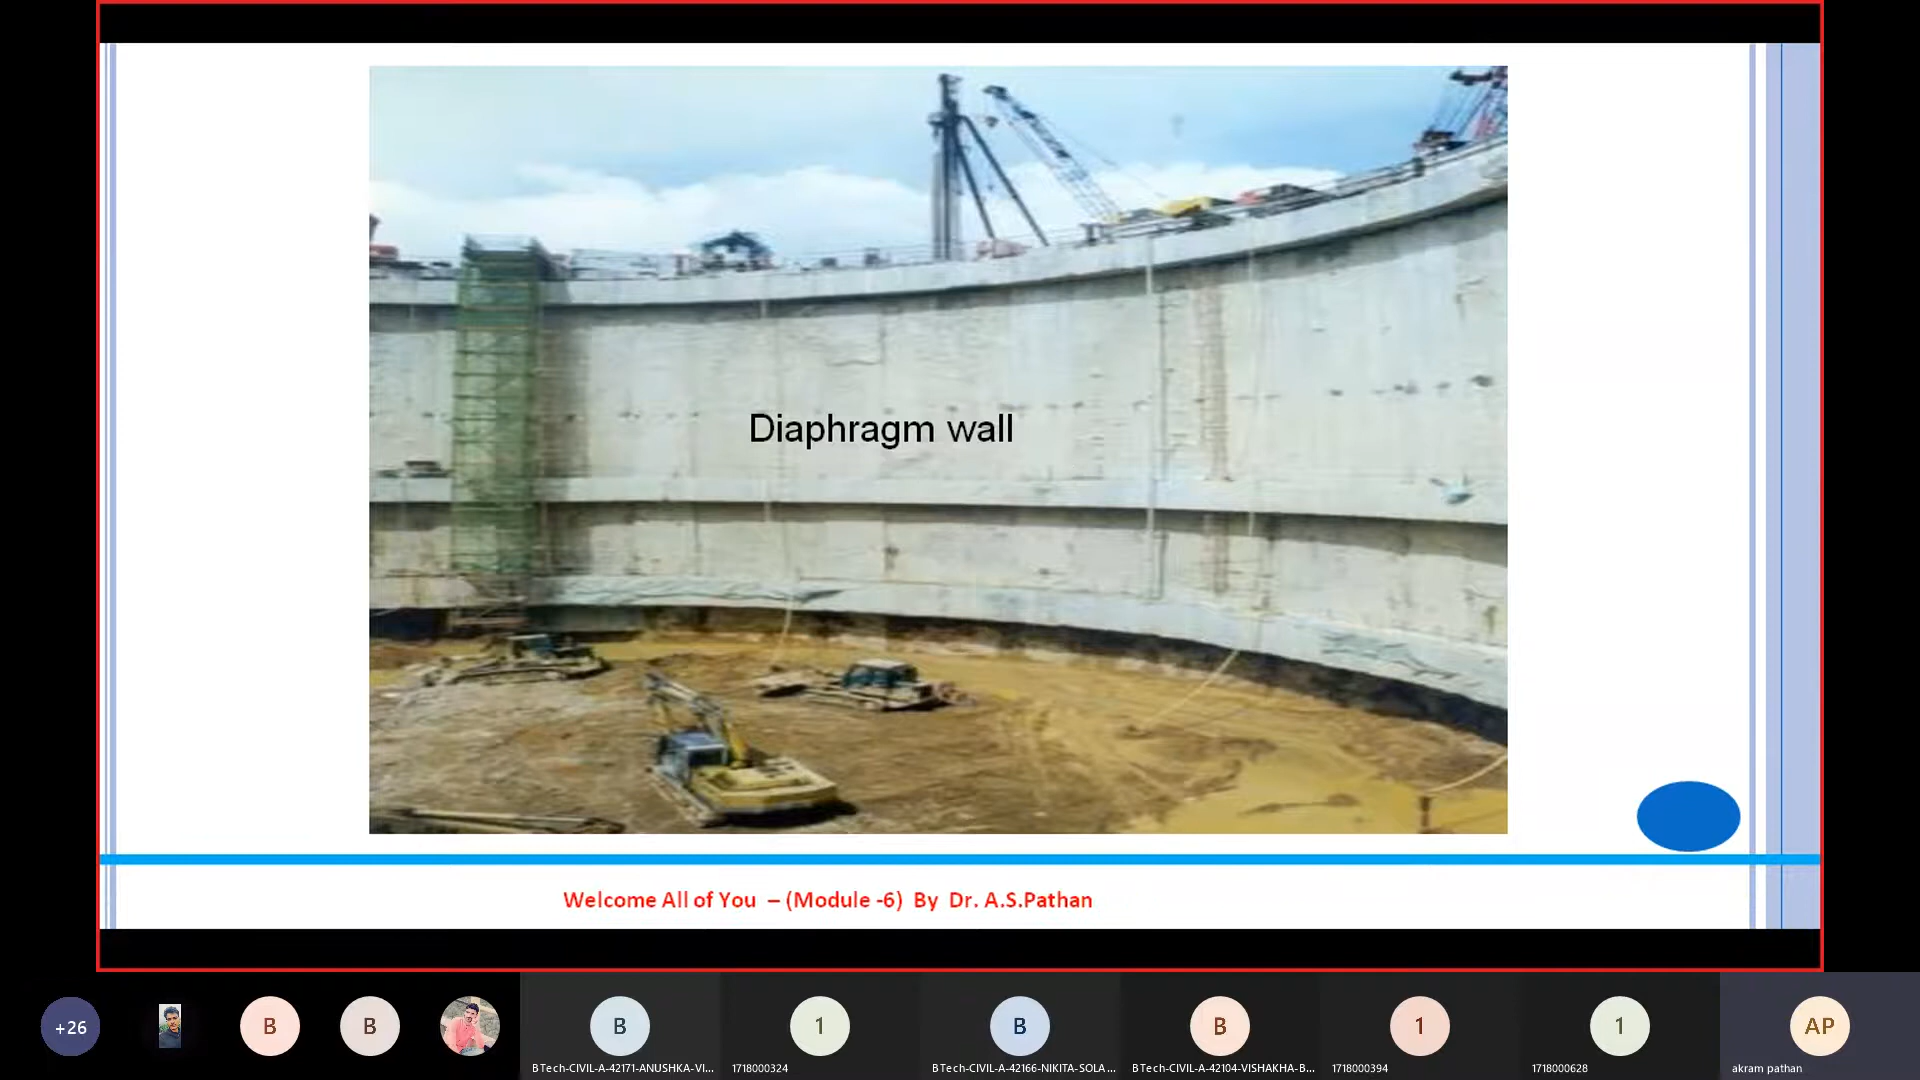 Diaphragm wall
Welcome All of You – (Module -6) By Dr. A.S.Pathan
+26
B
B
B
1
B
B
1
1
AP
BTech-CIVIL-A-42171-ANUSHKA-VI...
1718000324
BTech-CIVIL-A-42166-NIKITA-SOLA...
BTech-CIVIL-A-42104-VISHAKHA-B...
1718000394
1718000628
akram pathan